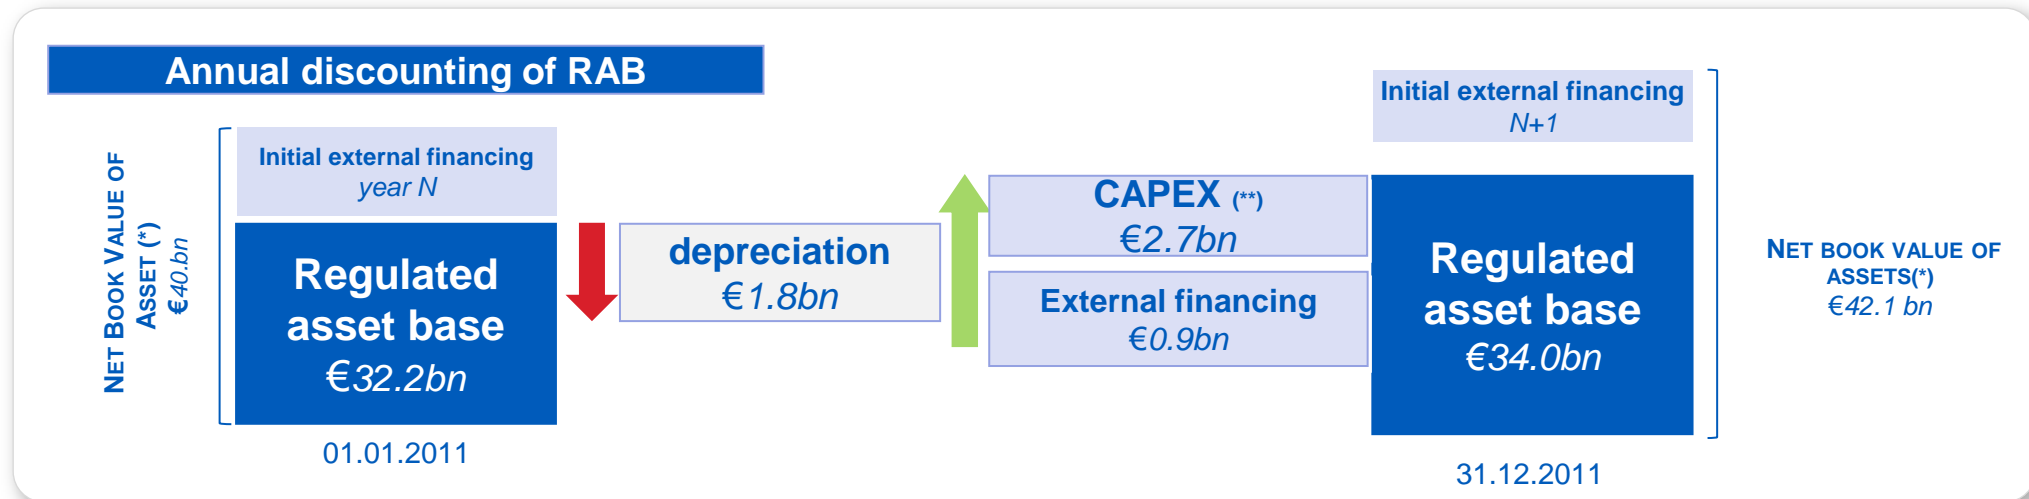 Annual discounting of RAB
NET BOOK VALUE OF
ASSET (*)
€40.bn
Initial external financing
year N
Regulated
asset base
€32.2bn
01.01.2011
depreciation
€1.8bn
CAPEX (**)
€2.7bn
External financing
€0.9bn
Initial external financing
N+1
Regulated
asset base
€34.0bn
31.12.2011
NET BOOK VALUE OF
ASSETS(*)
€42.1 bn